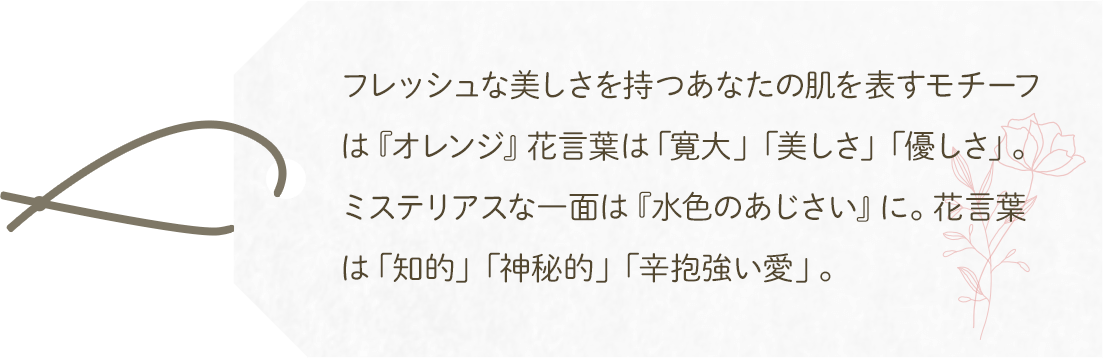 フレッシュな美しさを持つあなたの肌を表すモチーフ
は『オレンジ』花言葉は「寛大」「美しさ」「優しさ」。
ミステリアスな一面は『水色のあじさい』に。花言葉
は「知的」「神秘的」「辛抱強い愛」。